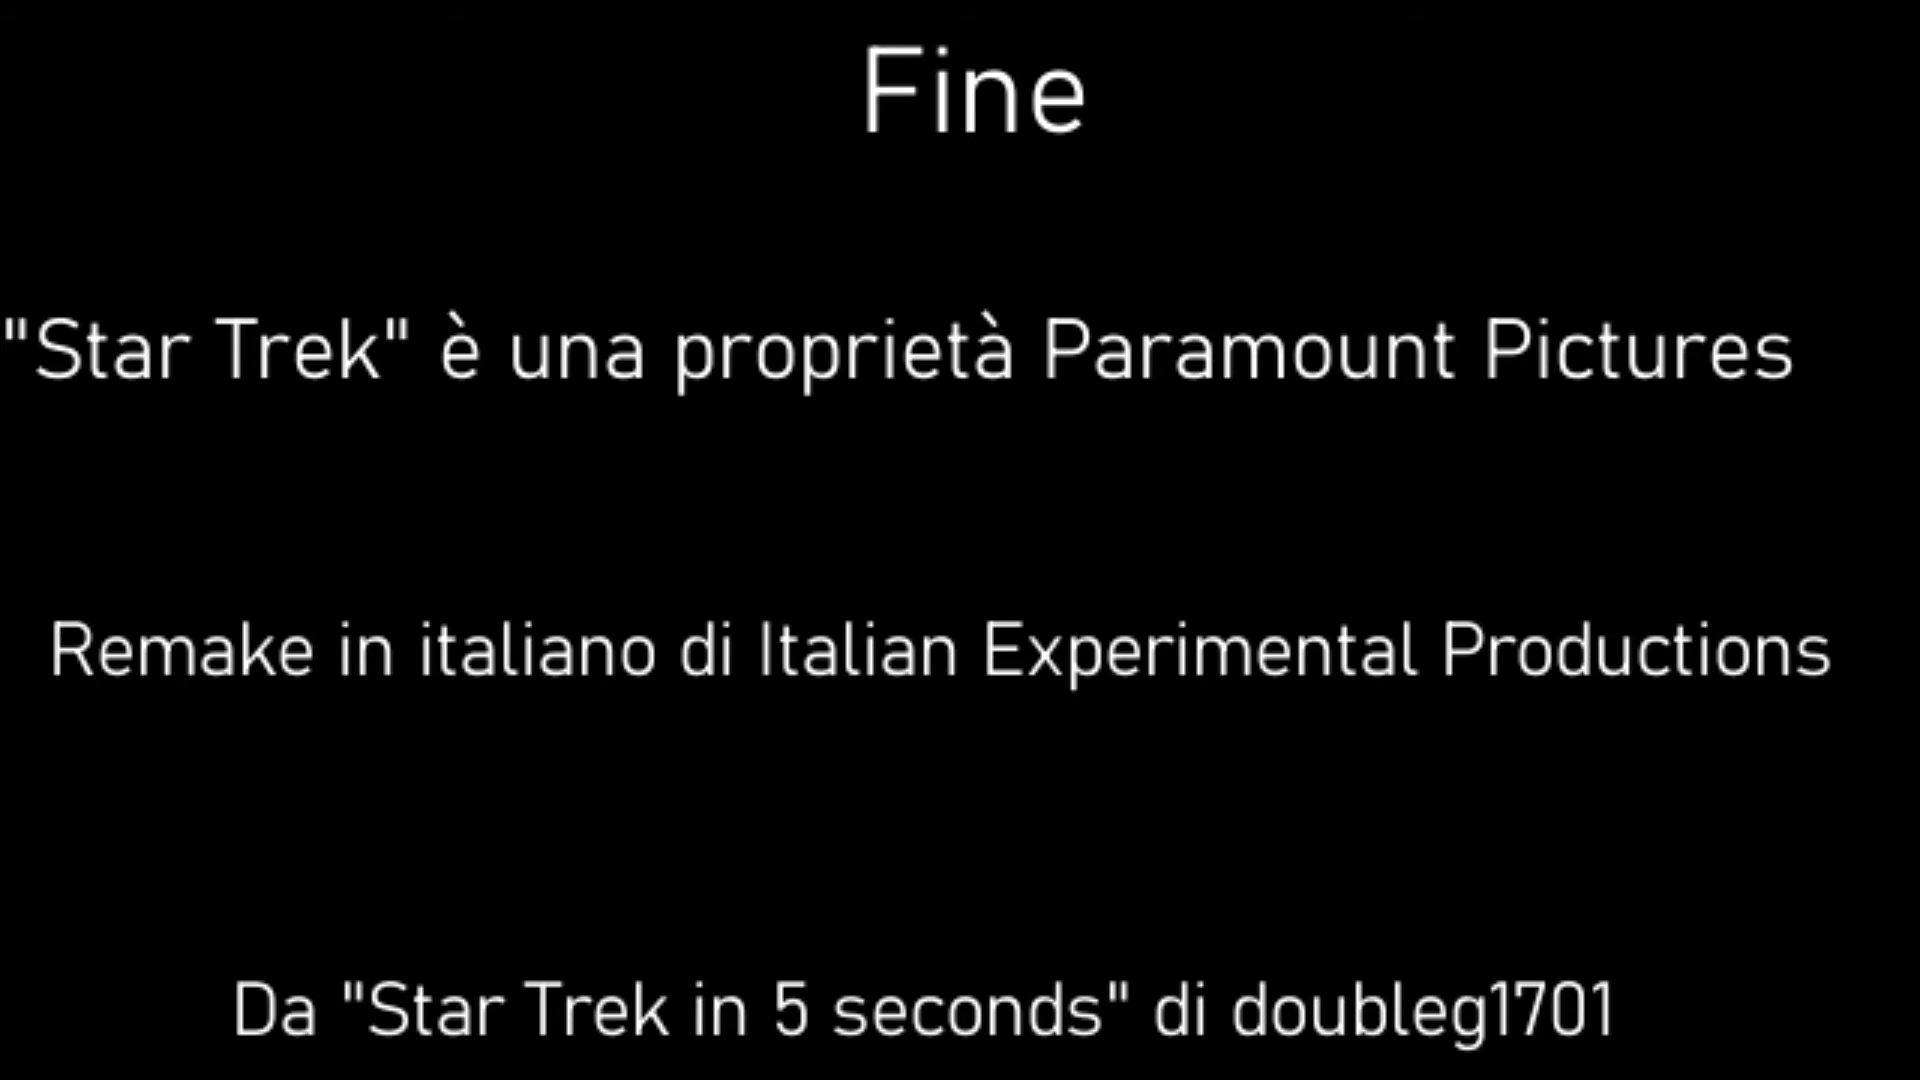 Fine
"Star Trek" è una proprietà Paramount Pictures
Remake in italiano di Italian Experimental Productions
Da "Star Trek in 5 seconds" di doubleg1701